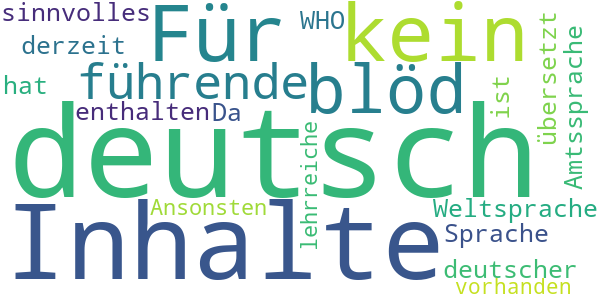 sinnvolles
Für
WHO
kein
derzeit
führende
blöd
hat
enthalten
Da
ist
übersetzt
Amtssprache
deutsch
lehrreiche
Inhalte
Ansonsten
Weltsprache
Sprache
deutscher
vorhanden